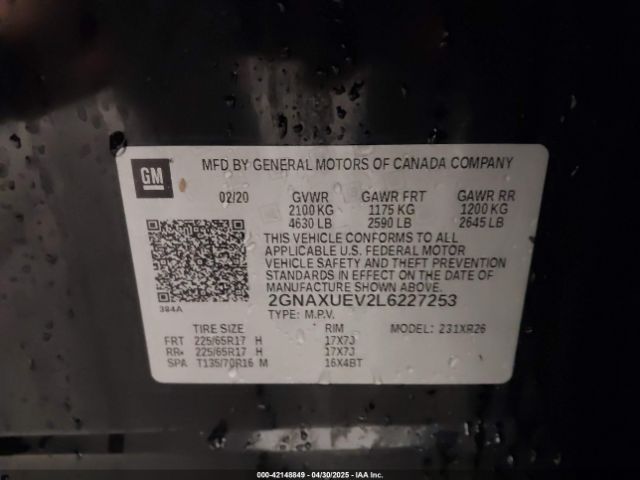 GM
MFD BY GENERAL MOTORS OF CANADA COMPANY
02/20 GVWR GAWR FRT GAWR RR
2100 KG 1175 KG 1200 KG
4630 LB 2590 LB 2645 LB
THIS VEHICLE CONFORMS TO ALL
APPLICABLE U.S. FEDERAL MOTOR
VEHICLE SAFETY AND THEFT PREVENTION
STANDARDS IN EFFECT ON THE DATE OF
MANUFACTURE SHOWN ABOVE.
394A
2GNAXUEV2L6227253
TYPE: M.P.V.
TIRE SIZE RIM MODEL: 231XR26
FRT 225/65R17 H 17X7J
RR 225/65R17 H 17X7J
SPA T135/70R16 M 16X4BT
000-42148849 - 04/30/2025 - IAA Inc.